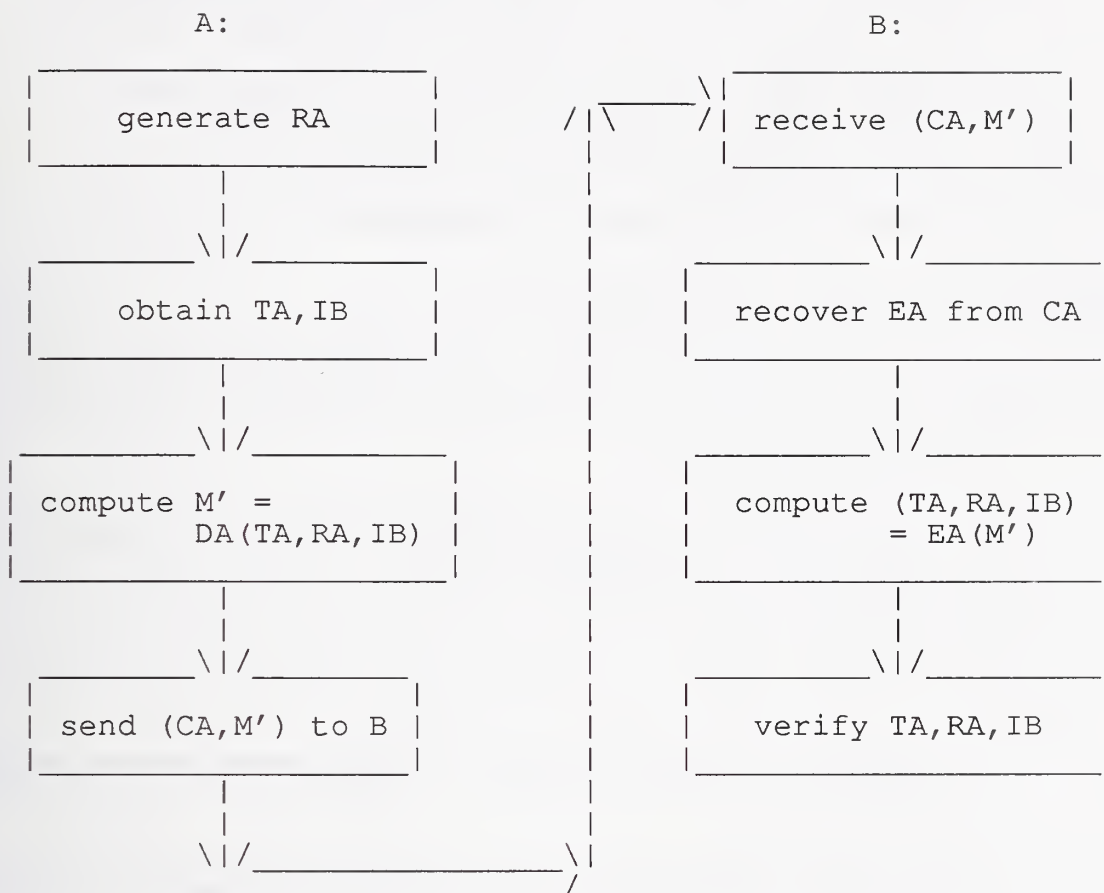 A:
generate RA
obtain TA,IB
compute M' =
DA(TA,RA,IB)
send (CA,M') to B
B:
receive (CA,M')
recover EA from CA
compute (TA,RA,IB)
= EA(M')
verify TA,RA,IB